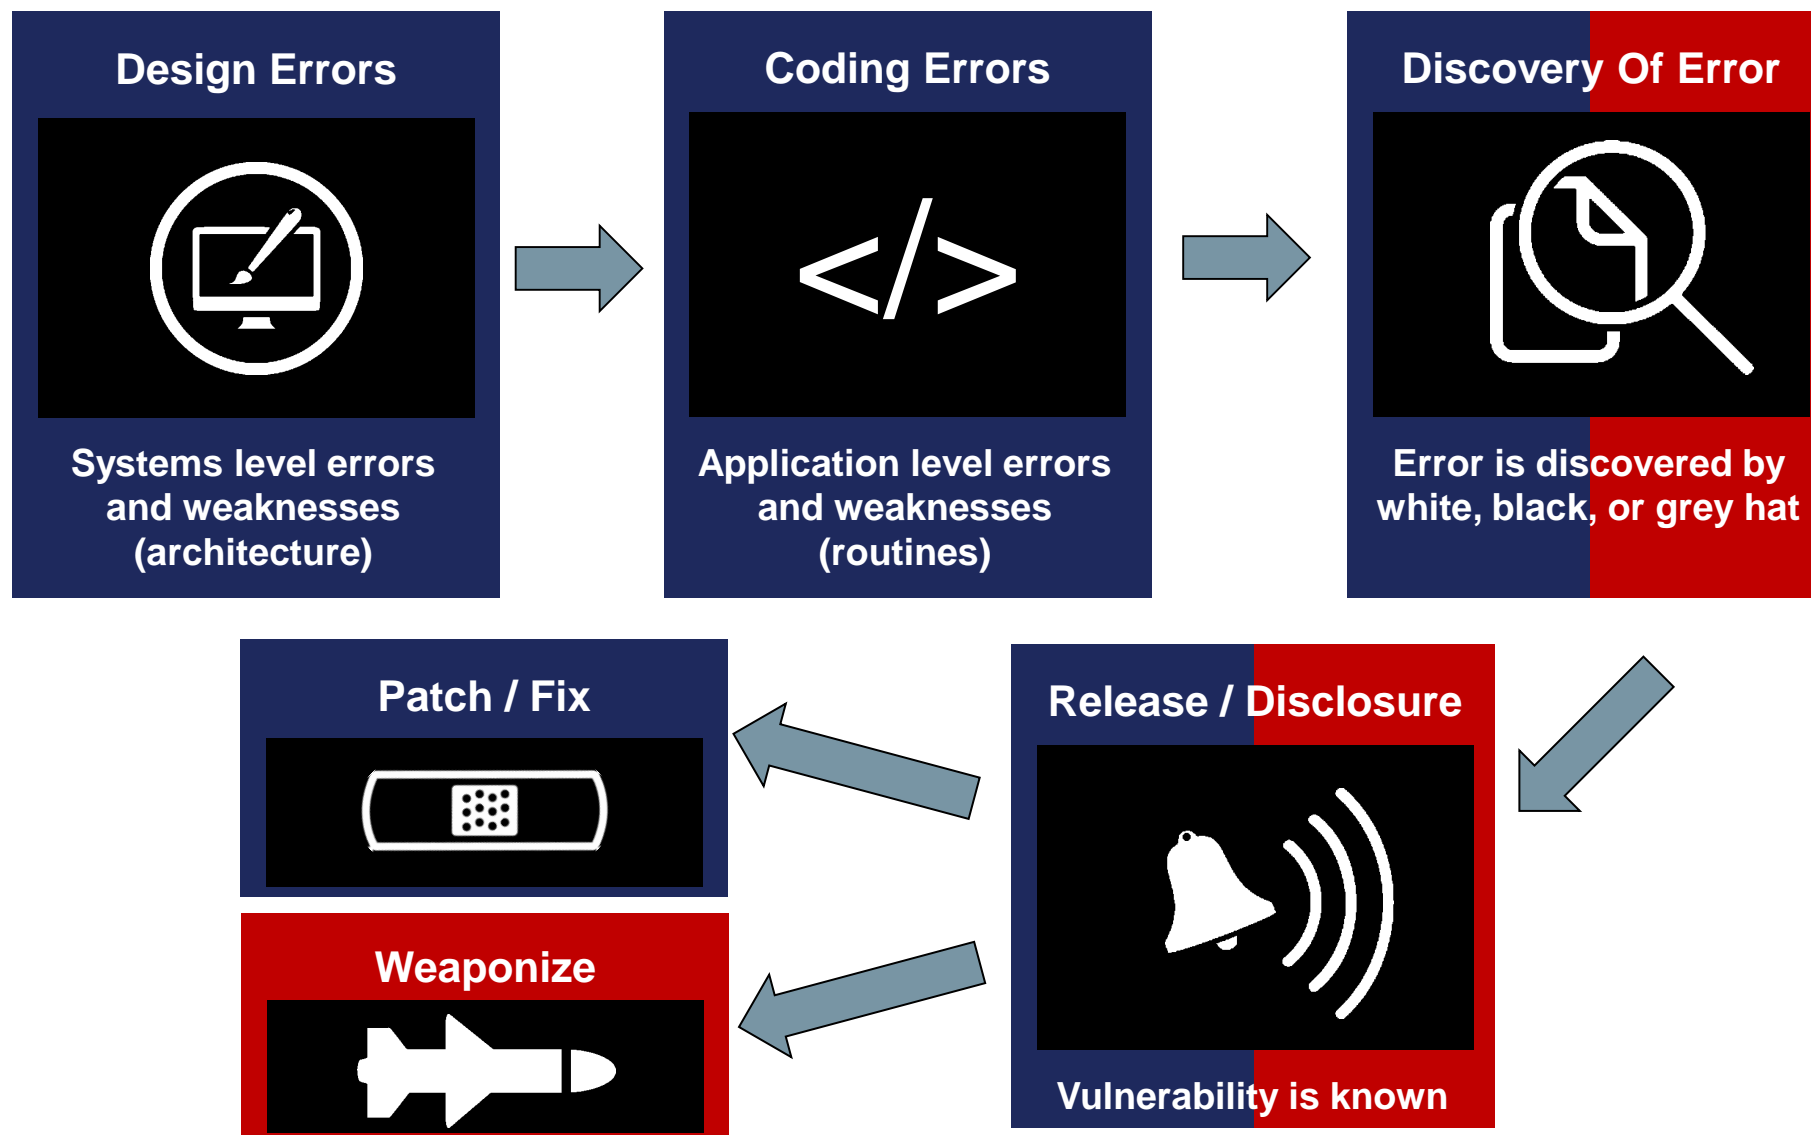 Design Errors
Systems level errors
and weaknesses
(architecture)
Coding Errors
</>
Application level errors
and weaknesses
(routines)
Discovery Of Error
Error is discovered by
white, black, or grey hat
Release / Disclosure
Vulnerability is known
Patch / Fix
Weaponize